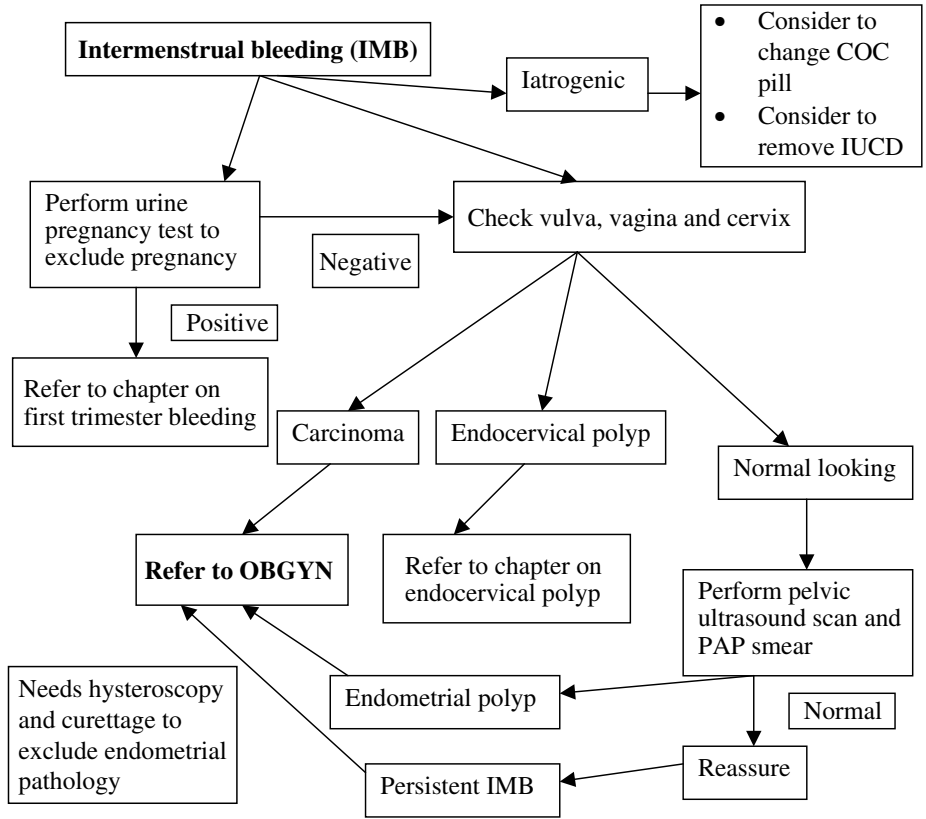 Intermenstrual bleeding (IMB)
Iatrogenic
• Consider to
change COC
pill
• Consider to
remove IUCD
Perform urine
pregnancy test to
exclude pregnancy
Negative
Check vulva, vagina and cervix
Positive
Refer to chapter on
first trimester bleeding
Carcinoma
Endocervical polyp
Normal looking
Refer to OBGYN
Refer to chapter on
endocervical polyp
Perform pelvic
ultrasound scan and
PAP smear
Needs hysteroscopy
and curettage to
exclude endometrial
pathology
Endometrial polyp
Normal
Persistent IMB
Reassure